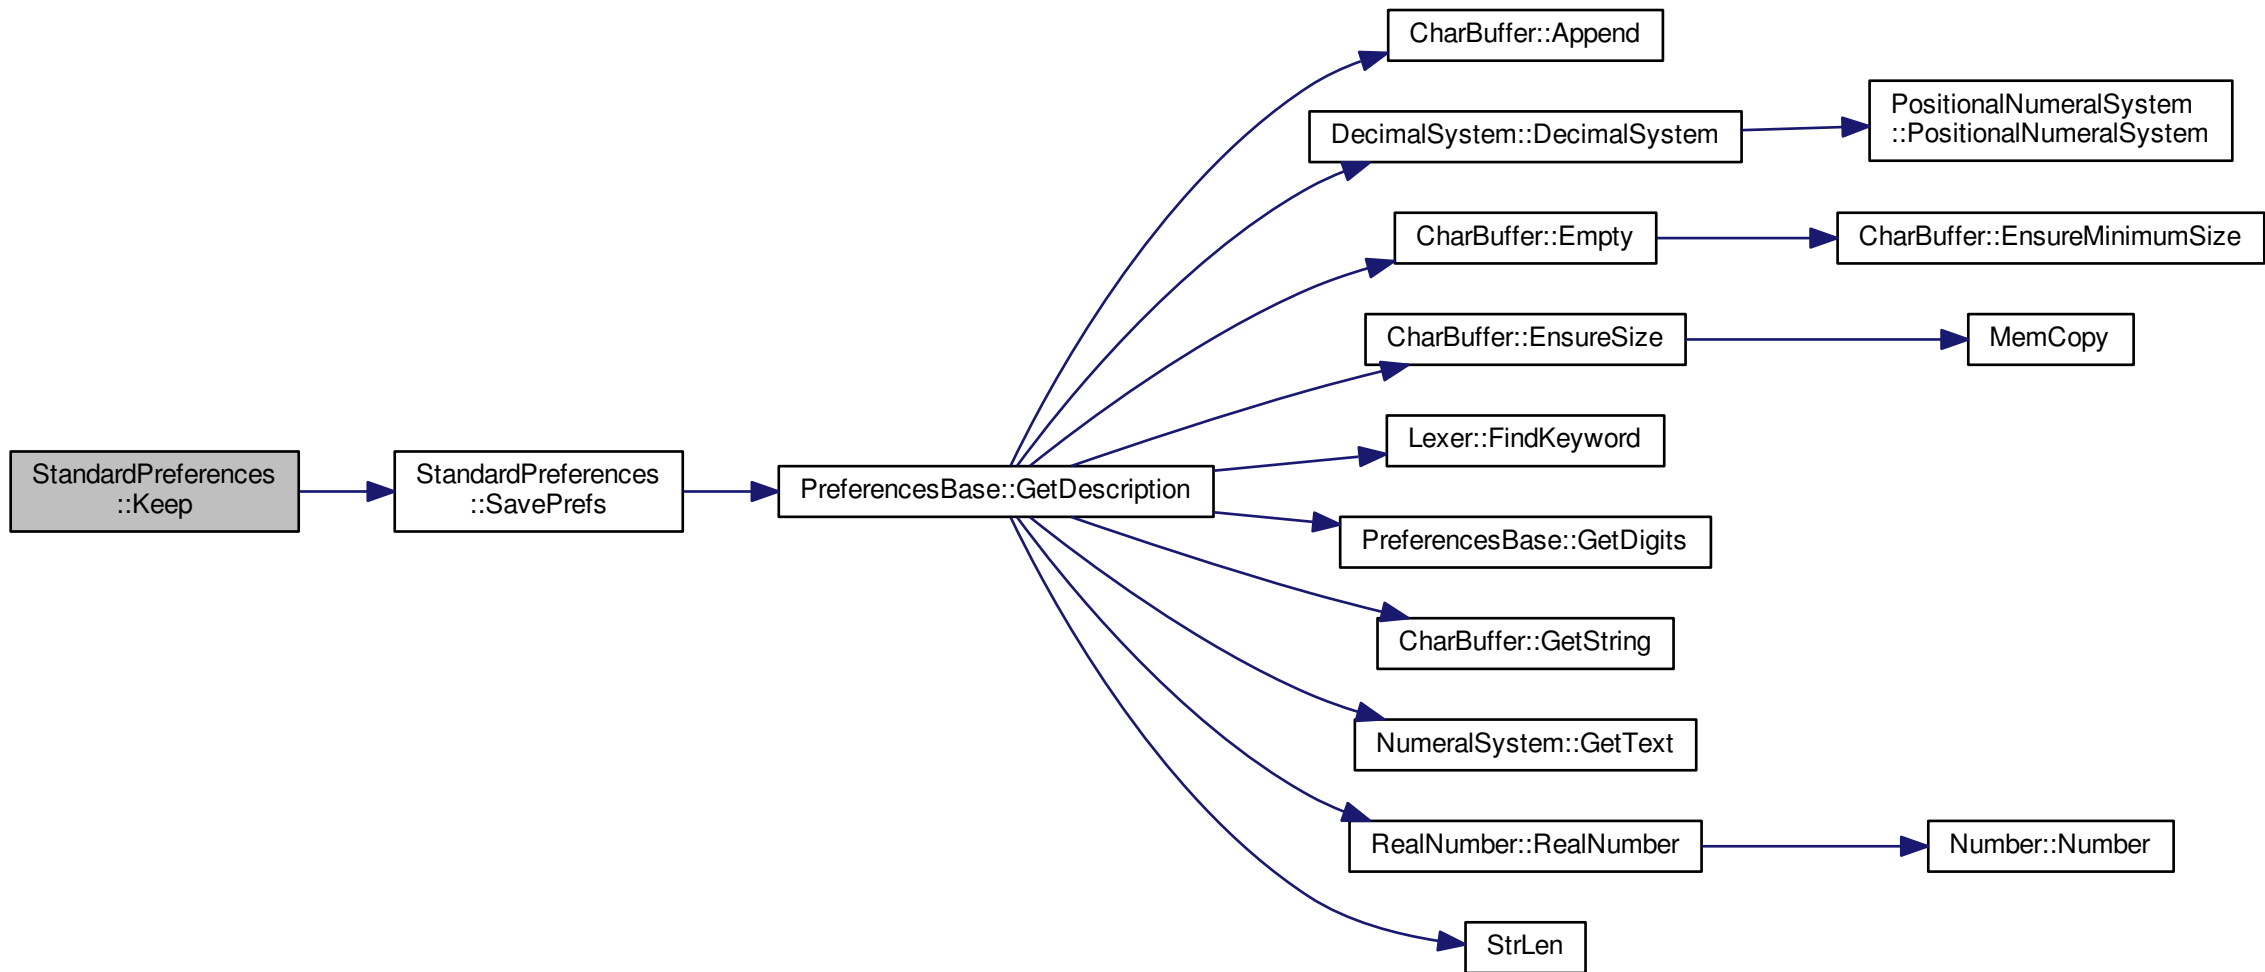 CharBuffer::Append
PositionalNumeralSystem
::PositionalNumeralSystem
DecimalSystem::DecimalSystem
CharBuffer::Empty
CharBuffer::EnsureMinimumSize
CharBuffer::EnsureSize
MemCopy
Lexer::FindKeyword
StandardPreferences
::Keep
StandardPreferences
::SavePrefs
PreferencesBase::GetDescription
PreferencesBase::GetDigits
CharBuffer::GetString
NumeralSystem::GetText
RealNumber::RealNumber
Number::Number
StrLen